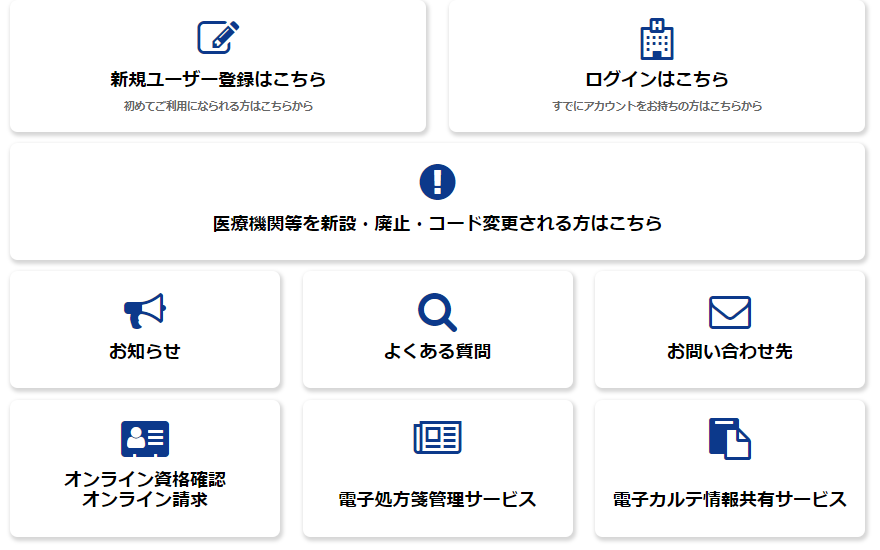 新規ユーザー登録はこちら
初めてご利用になられる方はこちらから
ログインはこちら
すでにアカウントをお持ちの方はこちらから
医療機関等を新設・廃止・コード変更される方はこちら
お知らせ
よくある質問
お問い合わせ先
オンライン資格確認
オンライン請求
電子処方箋管理サービス
電子カルテ情報共有サービス